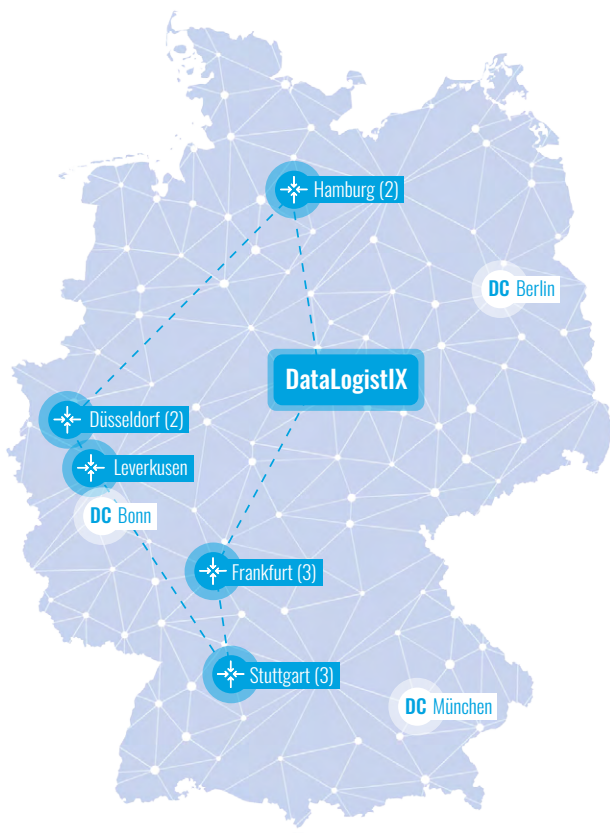 Hamburg (2)
DC Berlin
DataLogistIX
Düsseldorf (2)
Leverkusen
DC Bonn
Frankfurt (3)
Stuttgart (3)
DC München